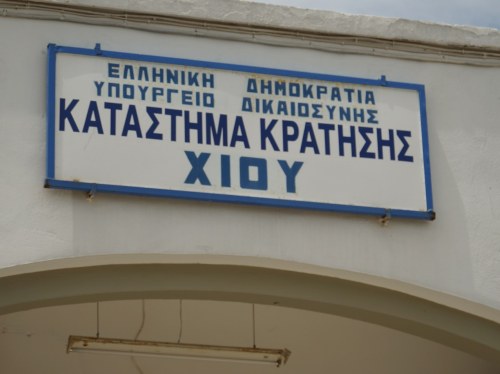 ΕΛΛΗΝΙΚΗ ΔΗΜΟΚΡΑΤΙΑ
ΥΠΟΥΡΓΕΙΟ ΔΙΚΑΙΟΣΥΝΗΣ
ΚΑΤΑΣΤΗΜΑ ΚΡΑΤΗΣΗΣ
ΧΙΟΥ